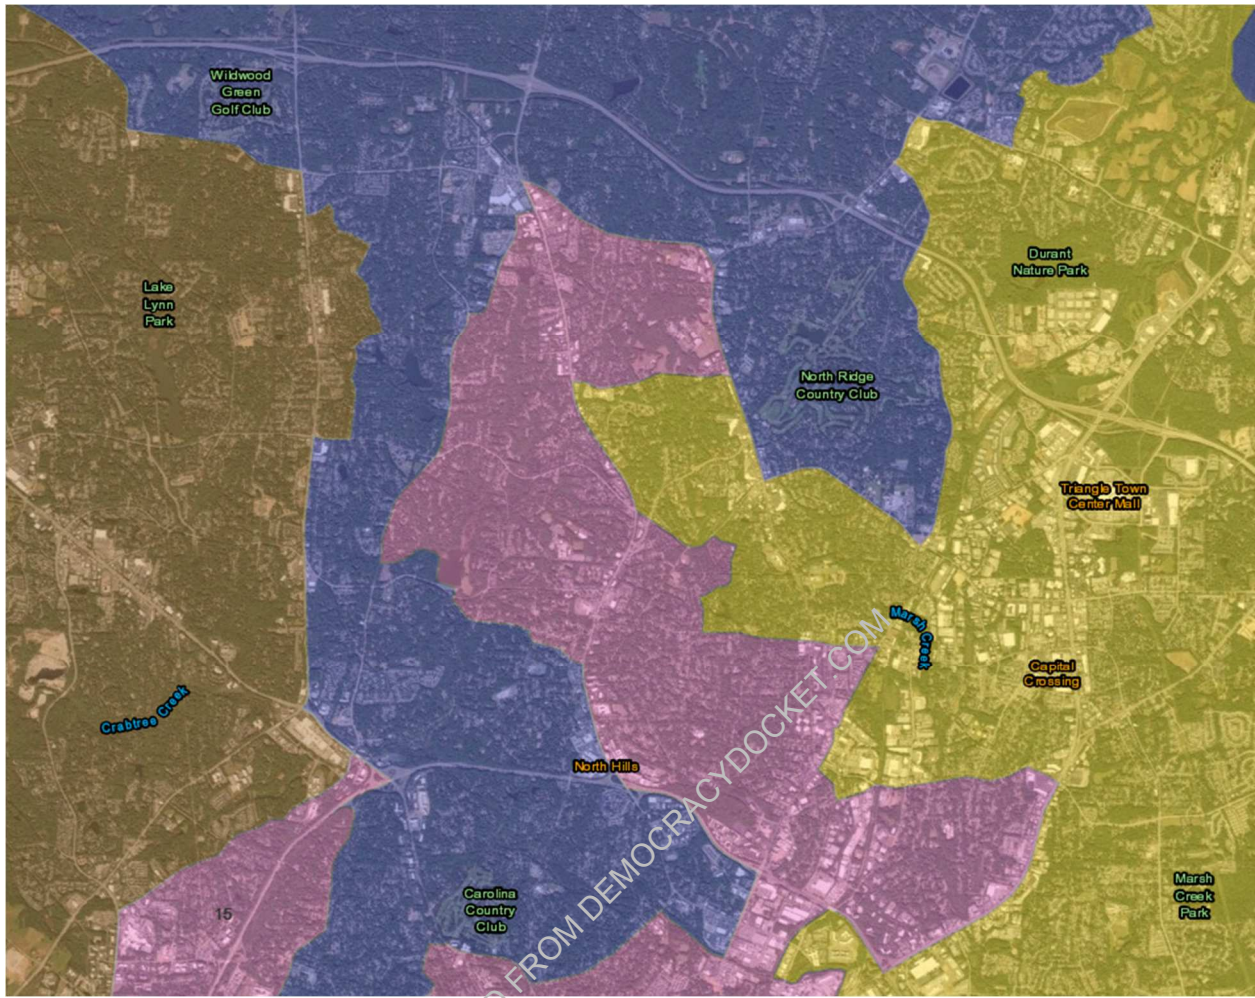 Wildwood
Green
Golf Club
Durant
Nature Park
Lake
Lynn
Park
North Ridge
Country Club
Triangle Town
Center Mall
Marsh Creek
Capital
Crossing
Crabtree Creek
North Hills
Marsh
Creek
Park
Carolina
Country
Club
15
FROM DEMOCRACYDOCKET.COM